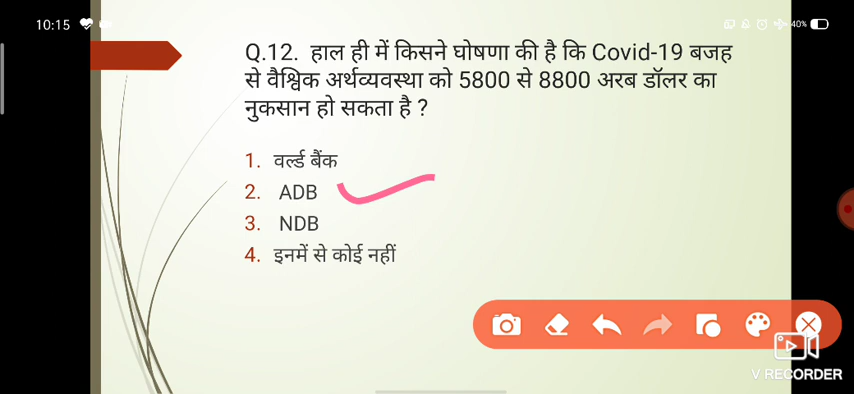 10:15
40%
Q.12. हाल ही में किसने घोषणा की है कि Covid-19 बजह
से वैश्विक अर्थव्यवस्था को 5800 से 8800 अरब डॉलर का
नुकसान हो सकता है ?
1. वर्ल्ड बैंक
2. ADB
3. NDB
4. इनमें से कोई नहीं
V RECORDER